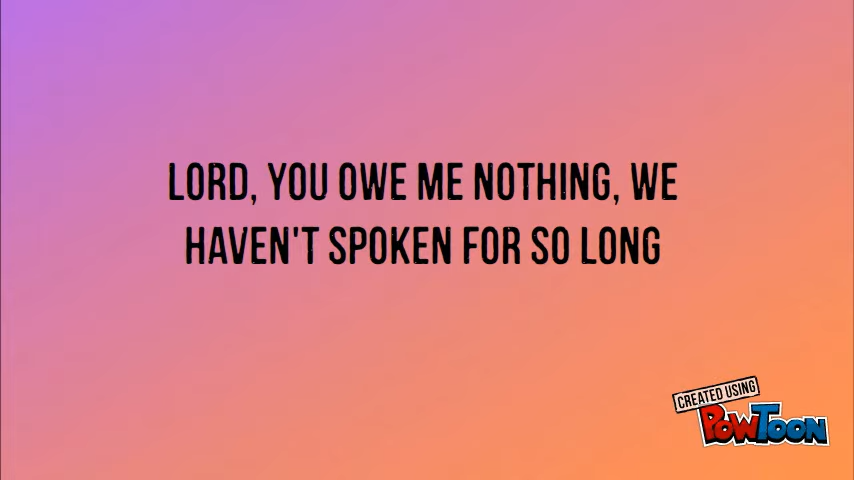 LORD, YOU OWE ME NOTHING, WE
HAVEN'T SPOKEN FOR SO LONG
CREATED USING
POWTOON